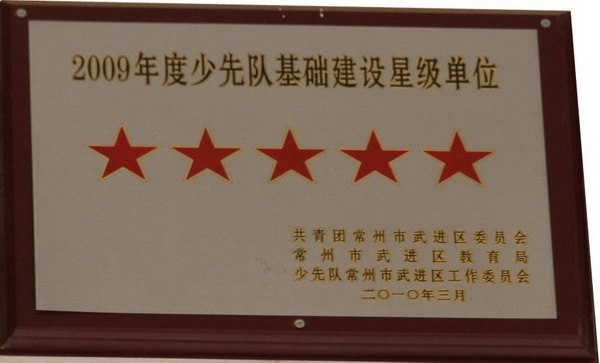 2009年度少先队基础建设星级单位
共青团常州市武进区委员会
常州市武进区教育局
少先队常州市武进区工作委员会
二〇一〇年三月